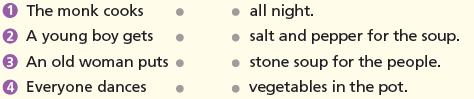 1 The monk cooks all night.
2 A young boy gets salt and pepper for the soup.
3 An old woman puts stone soup for the people.
4 Everyone dances vegetables in the pot.